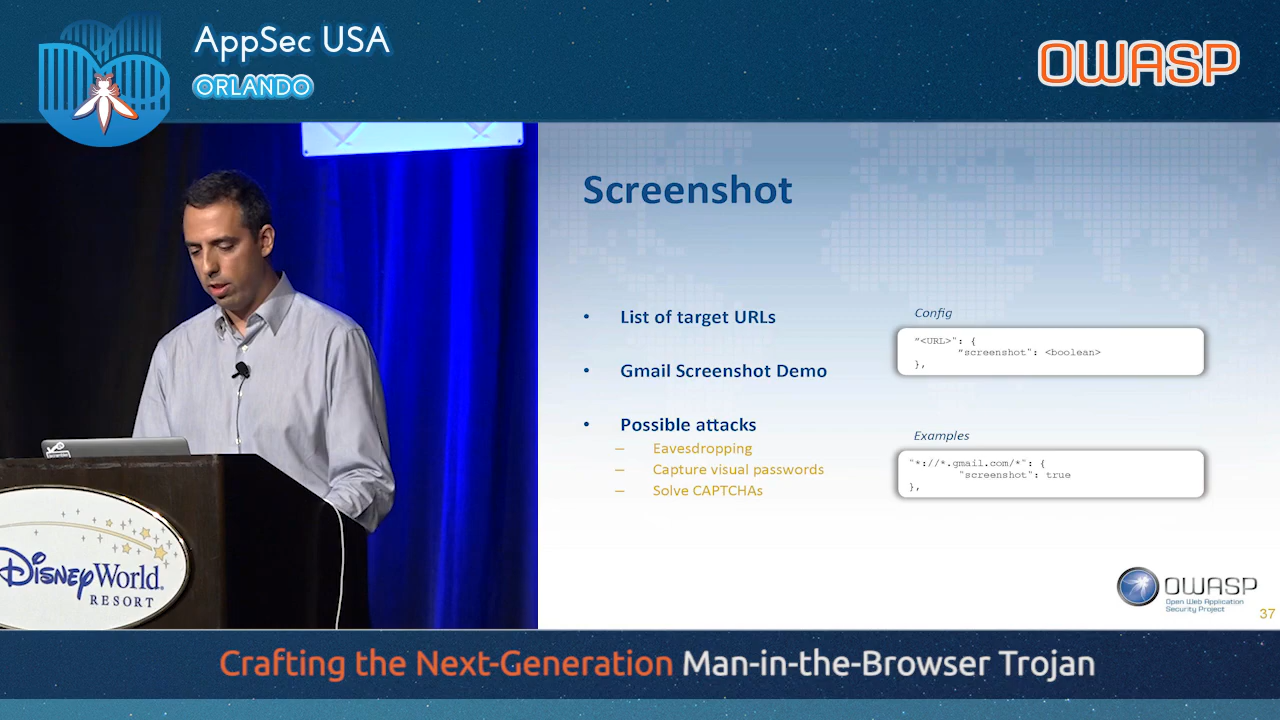 AppSec USA
ORLANDO
OWASP
Screenshot
• List of target URLs
• Gmail Screenshot Demo
• Possible attacks
– Eavesdropping
– Capture visual passwords
– Solve CAPTCHAs
Config
"<URL>": {
"screenshot": <boolean>
},
Examples
"*://*.gmail.com/*": {
"screenshot": true
},
OWASP
Open Web Application
Security Project
37
Disney World.
RESORT
Crafting the Next-Generation Man-in-the-Browser Trojan